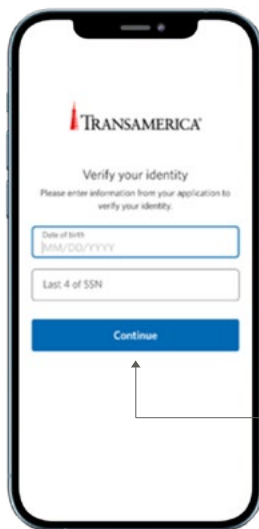 TRANSAMERICA®
Verify your identity
Please enter information from your application to
verify your identity.
Date of birth
MM/DD/YYYY
Last 4 of SSN
Continue